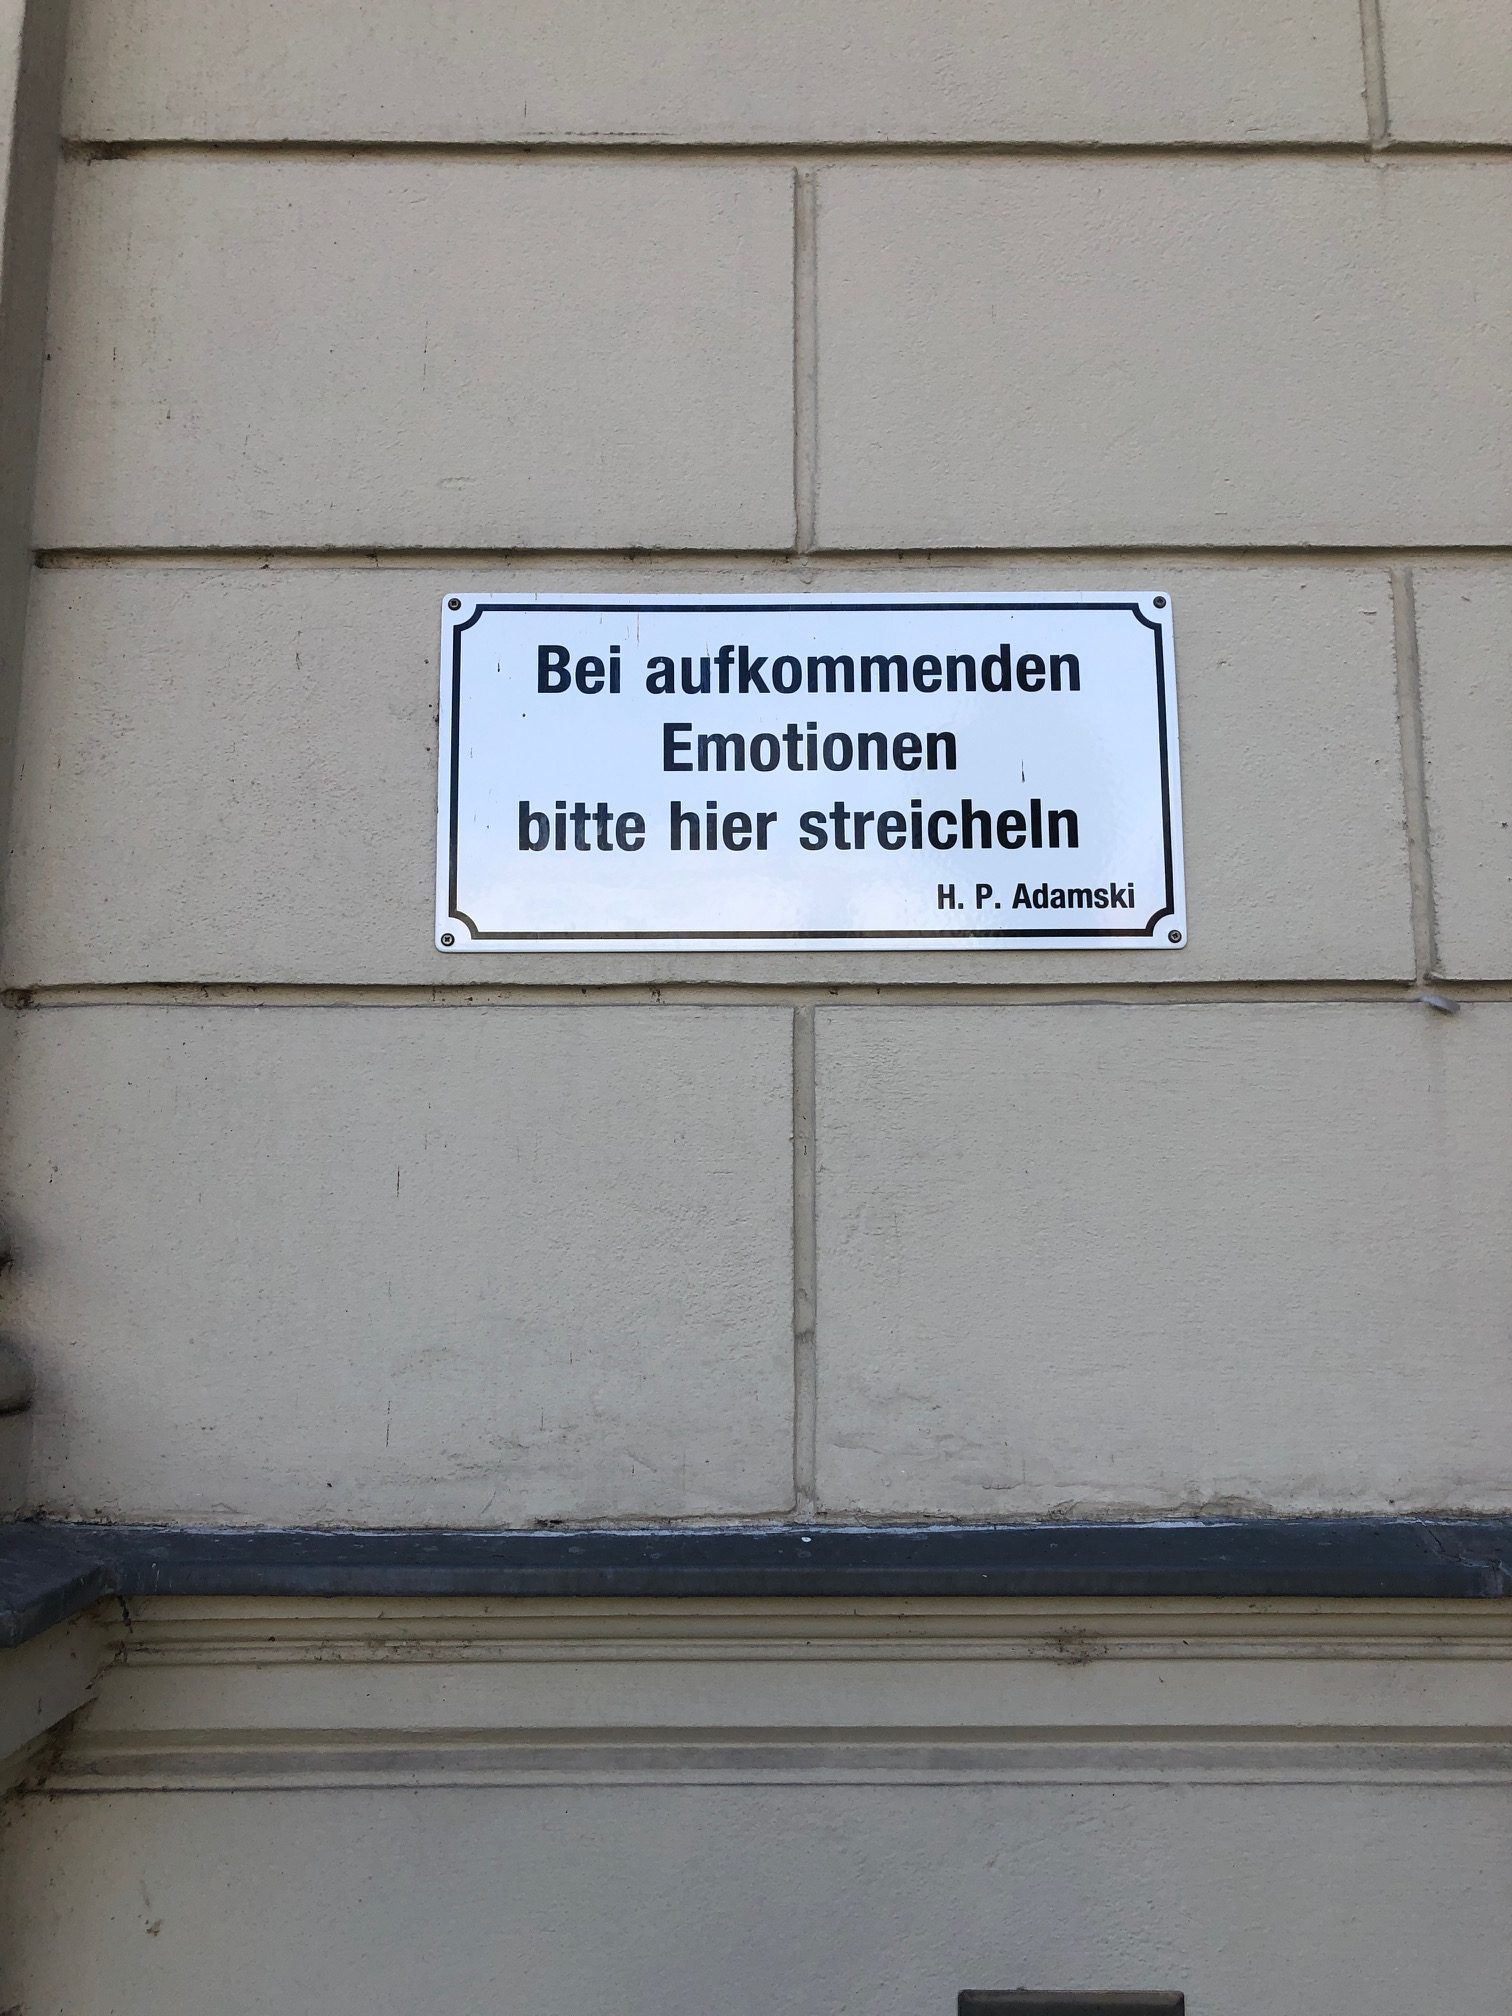 Bei aufkommenden
Emotionen
bitte hier streicheln
H. P. Adamski